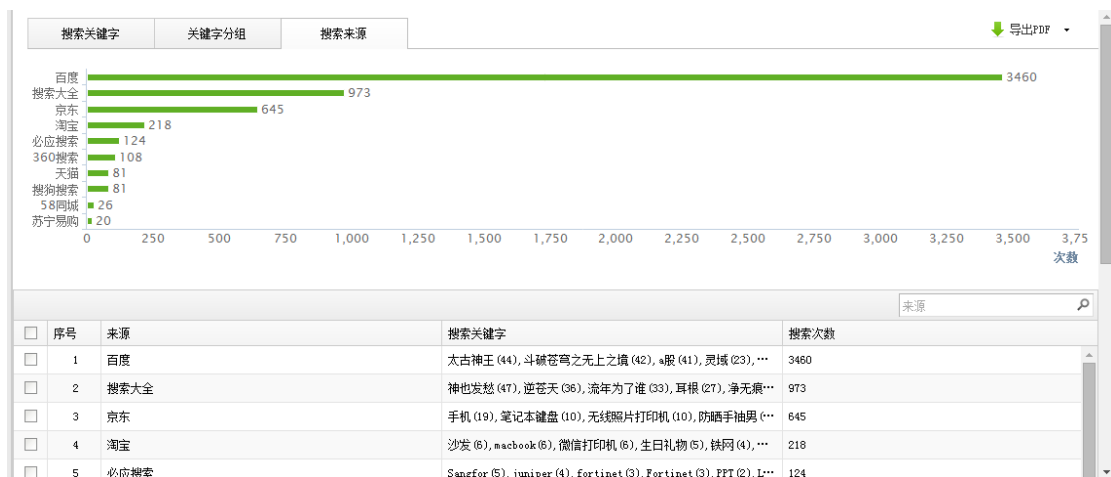 搜索关键字 关键字分组 搜索来源 导出PDF
百度 3460
搜索大全 973
京东 645
淘宝 218
必应搜索 124
360搜索 108
天猫 81
搜狗搜索 81
58同城 26
苏宁易购 20
0 250 500 750 1,000 1,250 1,500 1,750 2,000 2,250 2,500 2,750 3,000 3,250 3,500 3,75
次数
来源
序号 来源 搜索关键字 搜索次数
1 百度 太古神王(44), 斗破苍穹之无上之境(42), a股(41), 灵域(23), ··· 3460
2 搜索大全 神也发愁(47), 逆苍天(36), 流年为了谁(33), 耳根(27), 净无痕··· 973
3 京东 手机(19), 笔记本键盘(10), 无线照片打印机(10), 防晒手袖男(··· 645
4 淘宝 沙发(6), macbook(6), 微信打印机(6), 生日礼物(5), 铁网(4), ··· 218
5 必应搜索 Sangfor(5), juniper(4), fortinet(3), Fortinet(3), PPT(2), L··· 124